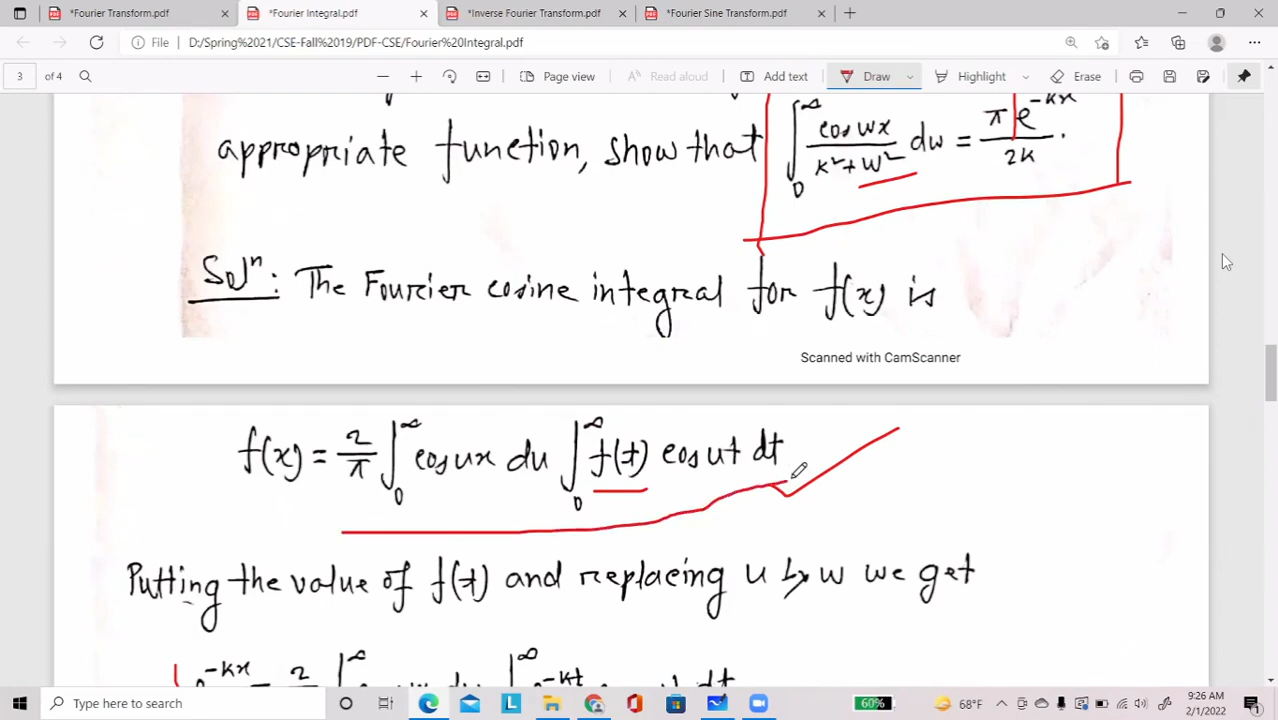 *Fourier Transform.pdf
*Fourier Integral.pdf
*Inverse Fourier Transform.pdf
*Fourier Sine Transform.pdf
File D:/Spring%2021/CSE-Fall%2019/PDF-CSE/Fourier%20Integral.pdf
3 of 4 Page view Read aloud Add text Draw Highlight Erase
appropriate function, show that ∫₀^∞ cos wx / (k²+w²) dw = πe^(-kx) / 2k.
Solⁿ: The Fourier cosine integral for f(x) is
Scanned with CamScanner
f(x) = 2/π ∫₀^∞ cos ux du ∫₀^∞ f(t) cos ut dt
Putting the value of f(t) and replacing u by w we get
Type here to search
60%
68°F
9:26 AM
2/1/2022
1